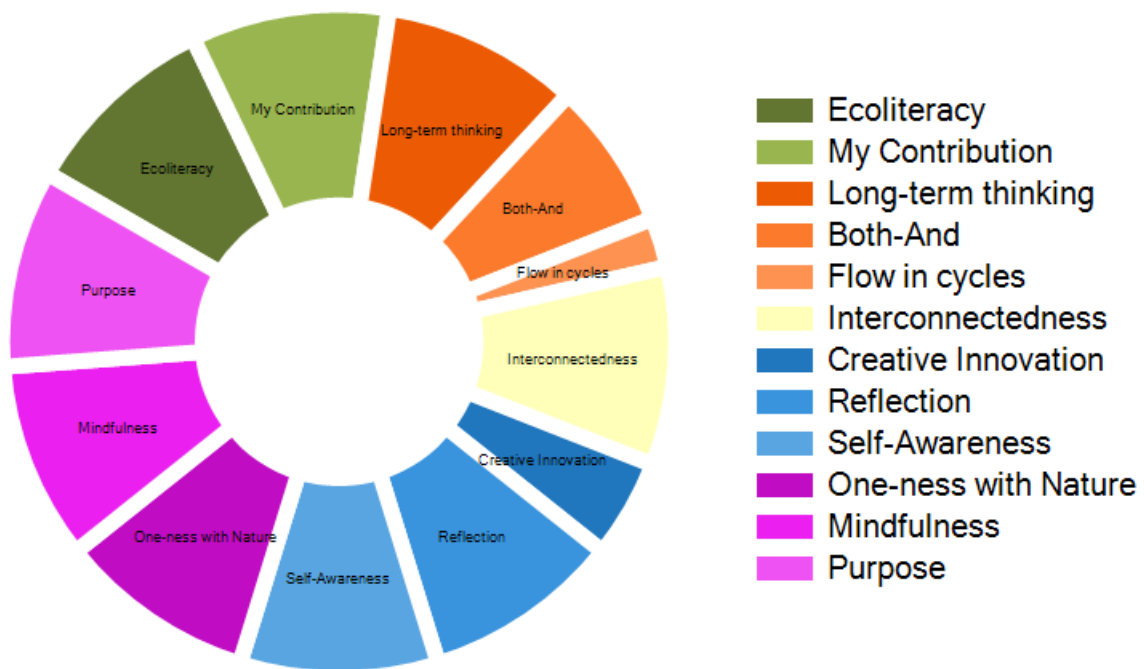 My Contribution
Long-term thinking
Ecoliteracy
Both-And
Flow in cycles
Purpose
Interconnectedness
Mindfulness
Creative Innovation
One-ness with Nature
Reflection
Self-Awareness
Ecoliteracy
My Contribution
Long-term thinking
Both-And
Flow in cycles
Interconnectedness
Creative Innovation
Reflection
Self-Awareness
One-ness with Nature
Mindfulness
Purpose